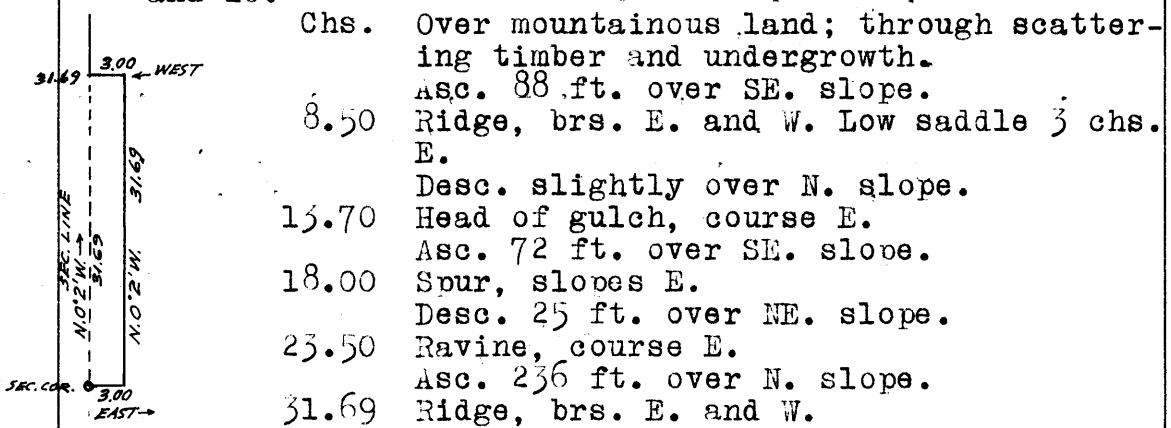 and
Chs. Over mountainous land; through scatter-
ing timber and undergrowth.
Asc. 88 ft. over SE. slope.
8.50 Ridge, brs. E. and W. Low saddle 3 chs.
E.
Desc. slightly over N. slope.
13.70 Head of gulch, course E.
Asc. 72 ft. over SE. slope.
18.00 Spur, slopes E.
Desc. 25 ft. over NE. slope.
23.50 Ravine, course E.
Asc. 236 ft. over N. slope.
31.69 Ridge, brs. E. and W.
31.69 3.00 ← WEST
SEC. LINE
N.0°2'W. →
31.69
31.69
N.0°2'W.
SEC. COR. 3.00
EAST →